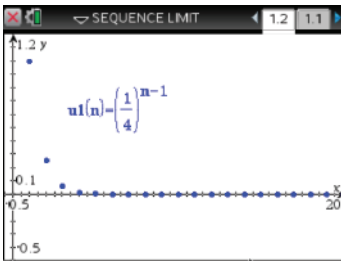 SEQUENCE LIMIT 1.2 1.1
1.2 y
u1(n)=(1/4)^n−1
0.1
x
-0.5 20
-0.5